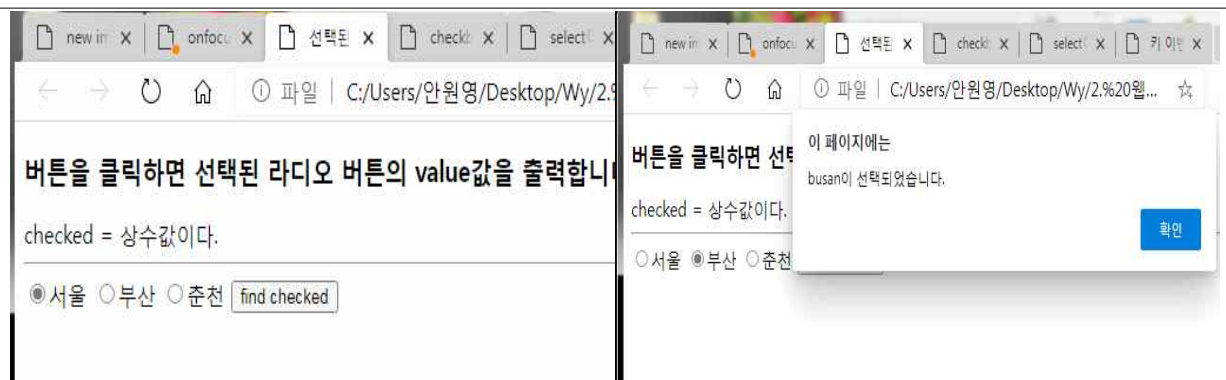 new in
onfocu
선택된
checkb
select
파일 | C:/Users/안원영/Desktop/Wy/2.
버튼을 클릭하면 선택된 라디오 버튼의 value값을 출력합니
checked = 상수값이다.
서울 부산 춘천 find checked
new in
onfocu
선택된
checkb
select
키 이벤
파일 | C:/Users/안원영/Desktop/Wy/2.%20웹...
이 페이지에는
busan이 선택되었습니다.
확인
버튼을 클릭하면 선택
checked = 상수값이다.
서울 부산 춘천